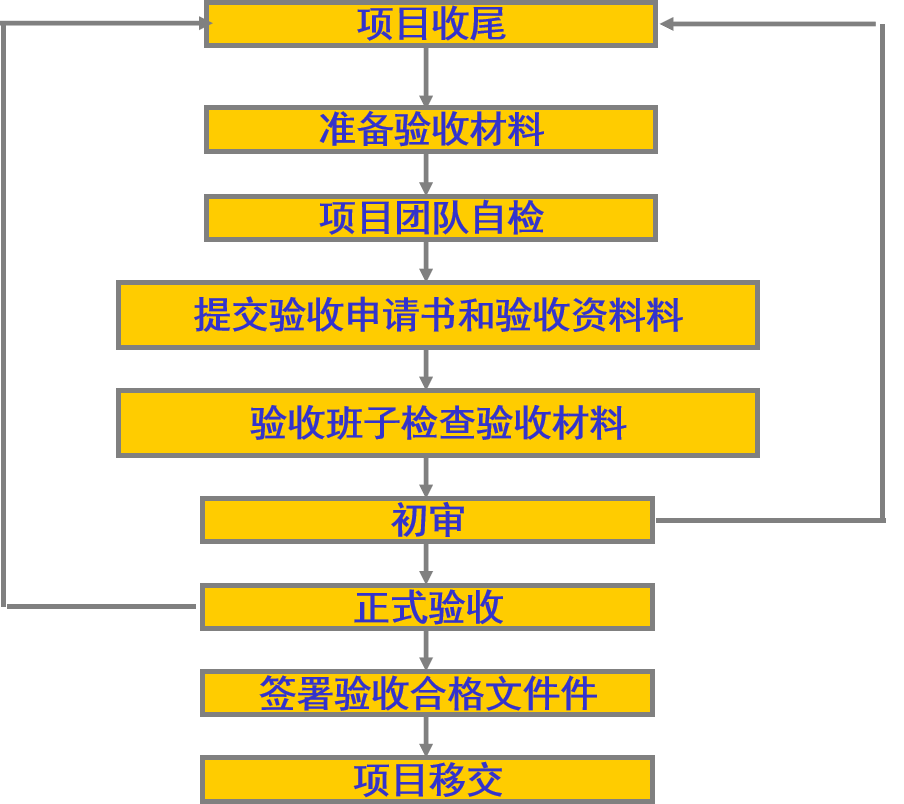 项目收尾
准备验收材料
项目团队自检
提交验收申请书和验收资料料
验收班子检查验收材料
初审
正式验收
签署验收合格文件件
项目移交